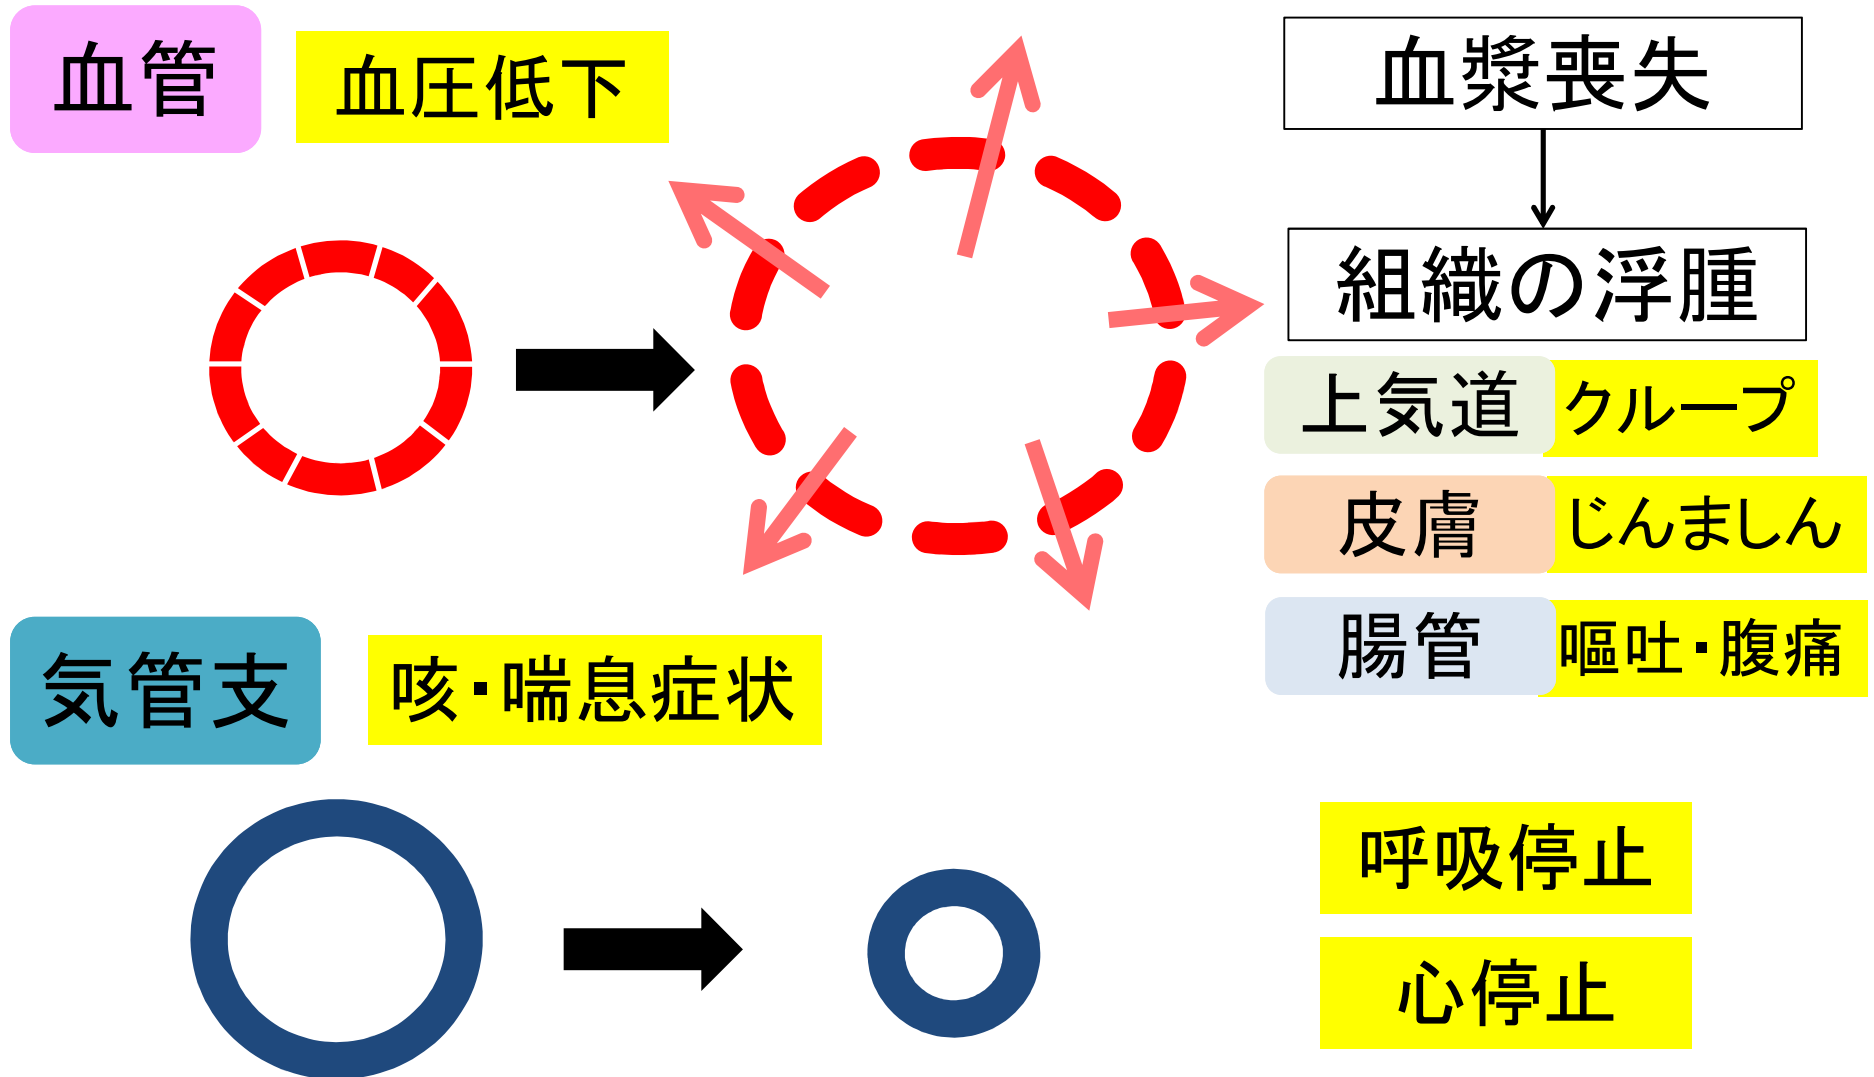 血管
血圧低下
血漿喪失
組織の浮腫
上気道
クループ
皮膚
じんましん
腸管
嘔吐・腹痛
気管支
咳・喘息症状
呼吸停止
心停止